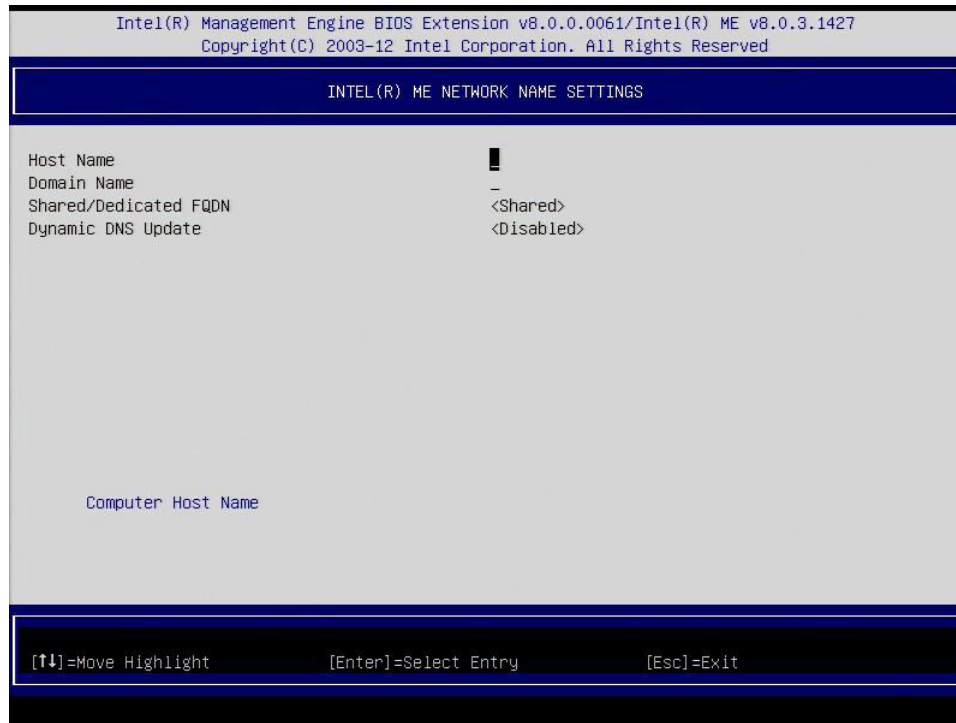 Intel(R) Management Engine BIOS Extension v8.0.0.0061/Intel(R) ME v8.0.3.1427
Copyright(C) 2003-12 Intel Corporation. All Rights Reserved
INTEL(R) ME NETWORK NAME SETTINGS
Host Name _
Domain Name _
Shared/Dedicated FQDN <Shared>
Dynamic DNS Update <Disabled>
Computer Host Name
[↑↓]=Move Highlight [Enter]=Select Entry [Esc]=Exit